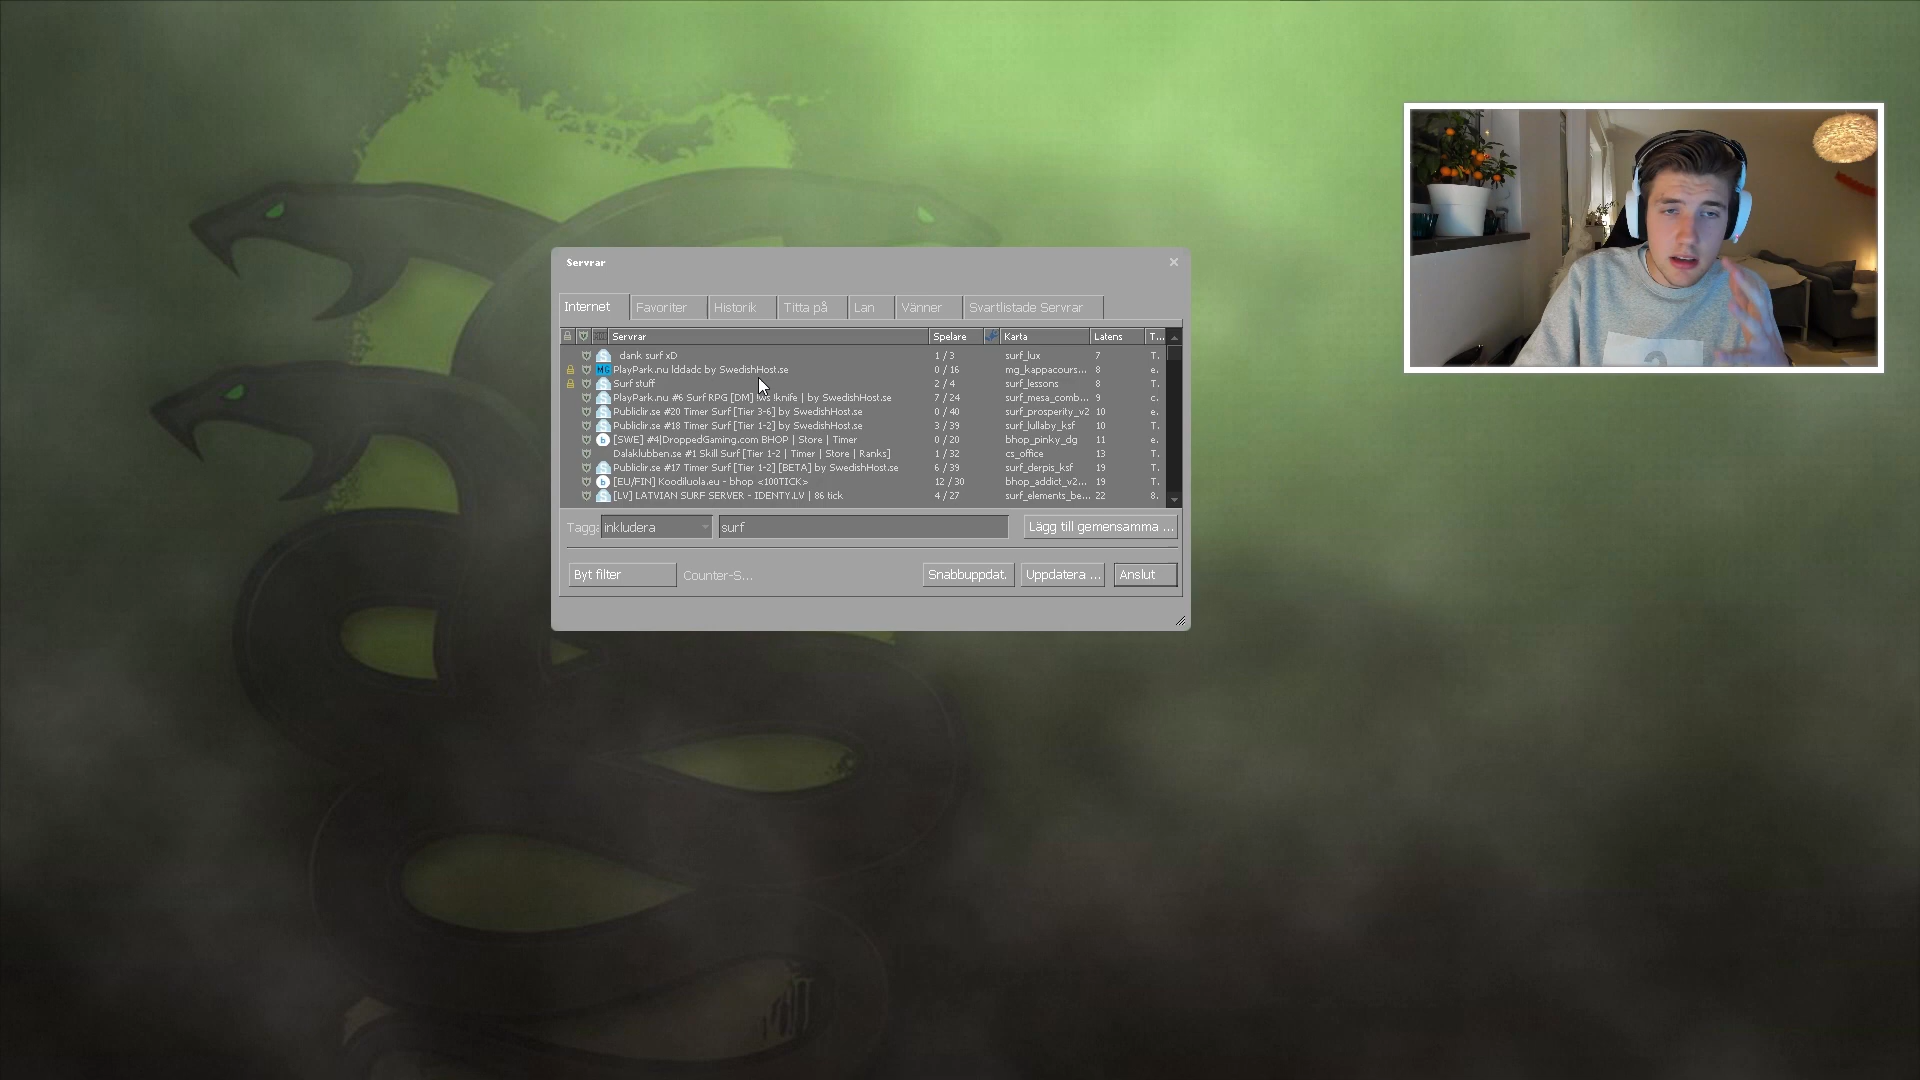 Servrar
Internet Favoriter Historik Titta på Lan Vänner Svartlistade Servrar
Servrar Spelare Karta Latens T...
dank surf xD 1 / 3 surf_lux 7 T.
MG PlayPark.nu lddadc by SwedishHost.se 0 / 16 mg_kappacours... 8 e.
Surf stuff 2 / 4 surf_lessons 8 T.
PlayPark.nu #6 Surf RPG [DM] !ws !knife | by SwedishHost.se 7 / 24 surf_mesa_comb... 9 c.
Publiclir.se #20 Timer Surf [Tier 3-6] by SwedishHost.se 0 / 40 surf_prosperity_v2 10 e.
Publiclir.se #18 Timer Surf [Tier 1-2] by SwedishHost.se 3 / 39 surf_lullaby_ksf 10 T.
[SWE] #4|DroppedGaming.com BHOP | Store | Timer 0 / 20 bhop_pinky_dg 11 e.
Dalaklubben.se #1 Skill Surf [Tier 1-2 | Timer | Store | Ranks] 1 / 32 cs_office 13 T.
Publiclir.se #17 Timer Surf [Tier 1-2] [BETA] by SwedishHost.se 6 / 39 surf_derpis_ksf 19 T.
[EU/FIN] Koodiluola.eu - bhop <100TICK> 12 / 30 bhop_addict_v2... 19 T.
[LV] LATVIAN SURF SERVER - IDENTY.LV | 86 tick 4 / 27 surf_elements_be... 22 8.
Tagga inkludera surf Lägg till gemensamma ...
Byt filter Counter-S... Snabbuppdat. Uppdatera ... Anslut